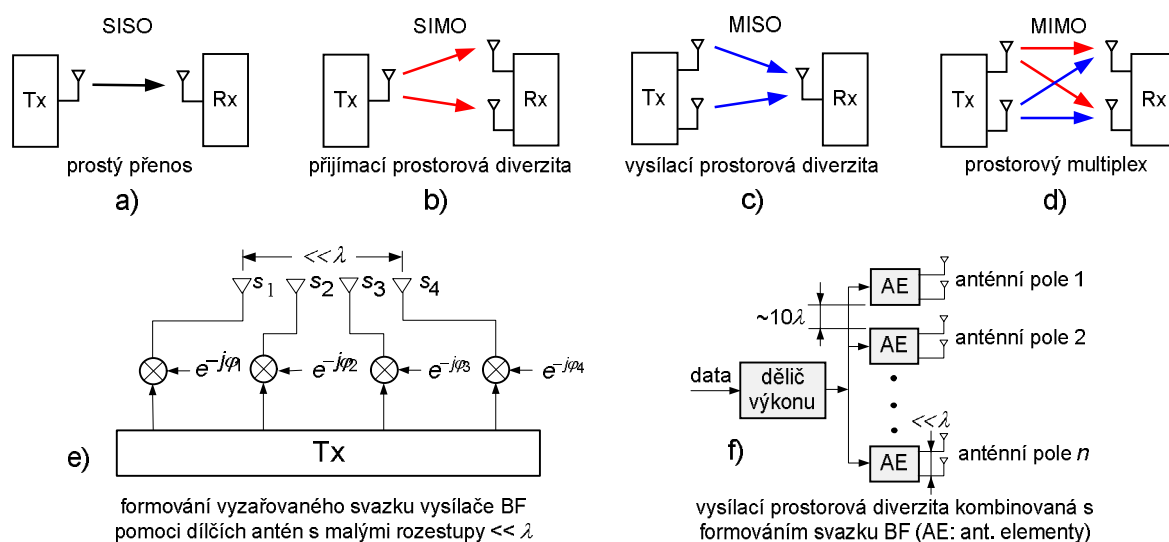 SISO
SIMO
MISO
MIMO
Tx
Rx
Tx
Rx
Tx
Rx
Tx
Rx
prostý přenos
přijímací prostorová diverzita
vysílací prostorová diverzita
prostorový multiplex
a)
b)
c)
d)
<<λ
s1 s2 s3 s4
e^-jφ1 e^-jφ2 e^-jφ3 e^-jφ4
Tx
e)
formování vyzařovaného svazku vysílače BF
pomoci dílčích antén s malými rozestupy << λ
AE
anténní pole 1
~10λ
AE
anténní pole 2
data
dělič
výkonu
<<λ
AE
anténní pole n
f)
vysílací prostorová diverzita kombinovaná s
formováním svazku BF (AE: ant. elementy)